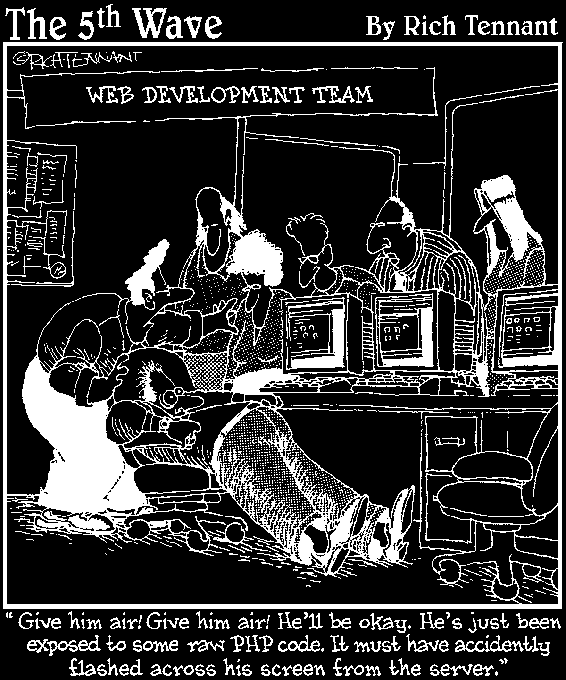 The 5th Wave By Rich Tennant
©RICHTENNANT
WEB DEVELOPMENT TEAM
“Give him air! Give him air! He’ll be okay. He’s just been
exposed to some raw PHP code. It must have accidently
flashed across his screen from the server.”